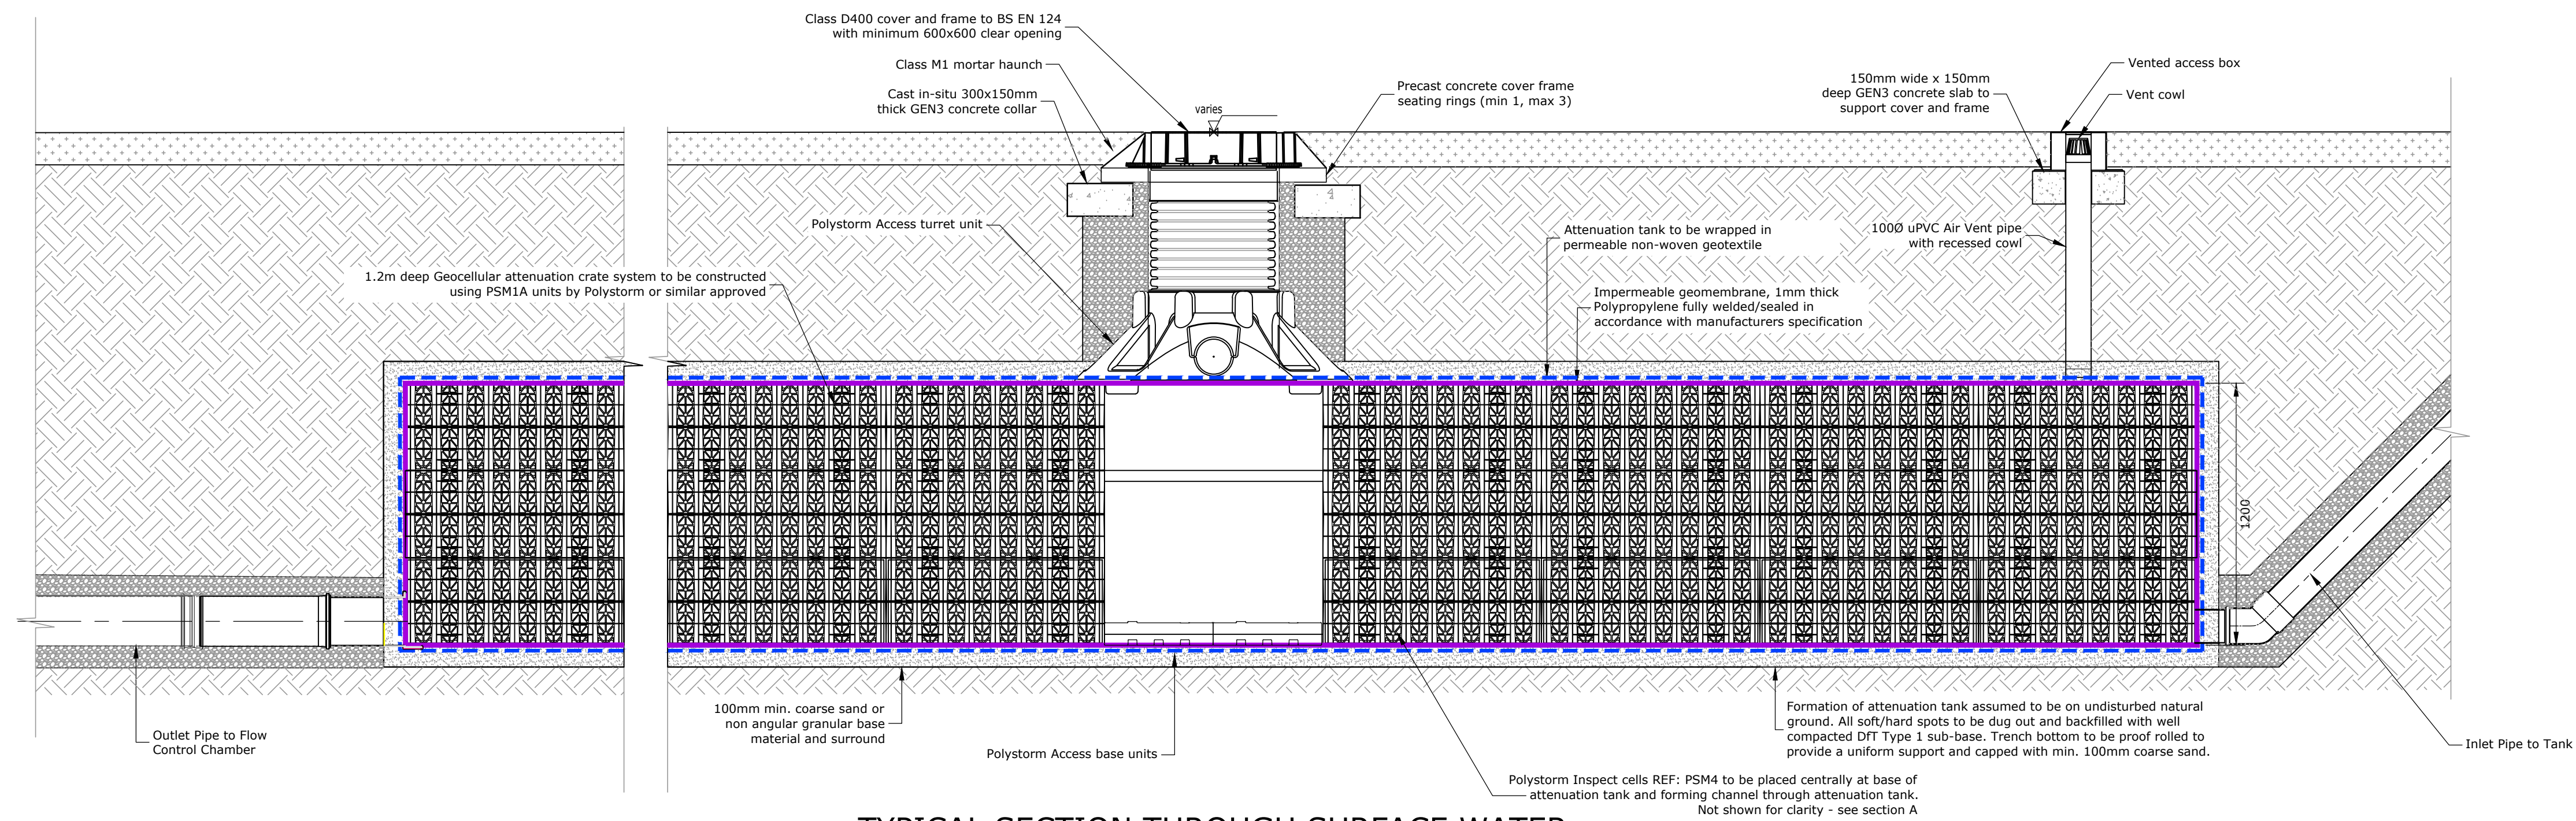 Class D400 cover and frame to BS EN 124
with minimum 600x600 clear opening
Class M1 mortar haunch
Cast in-situ 300x150mm
thick GEN3 concrete collar
varies
Precast concrete cover frame
seating rings (min 1, max 3)
150mm wide x 150mm
deep GEN3 concrete slab to
support cover and frame
Vented access box
Vent cowl
Polystorm Access turret unit
Attenuation tank to be wrapped in
permeable non-woven geotextile
100Ø uPVC Air Vent pipe
with recessed cowl
1.2m deep Geocellular attenuation crate system to be constructed
using PSM1A units by Polystorm or similar approved
Impermeable geomembrane, 1mm thick
Polypropylene fully welded/sealed in
accordance with manufacturers specification
1200
Outlet Pipe to Flow
Control Chamber
100mm min. coarse sand or
non angular granular base
material and surround
Polystorm Access base units
Formation of attenuation tank assumed to be on undisturbed natural
ground. All soft/hard spots to be dug out and backfilled with well
compacted DfT Type 1 sub-base. Trench bottom to be proof rolled to
provide a uniform support and capped with min. 100mm coarse sand.
Inlet Pipe to Tank
Polystorm Inspect cells REF: PSM4 to be placed centrally at base of
attenuation tank and forming channel through attenuation tank.
Not shown for clarity - see section A
TYPICAL SECTION THROUGH SURFACE WATER